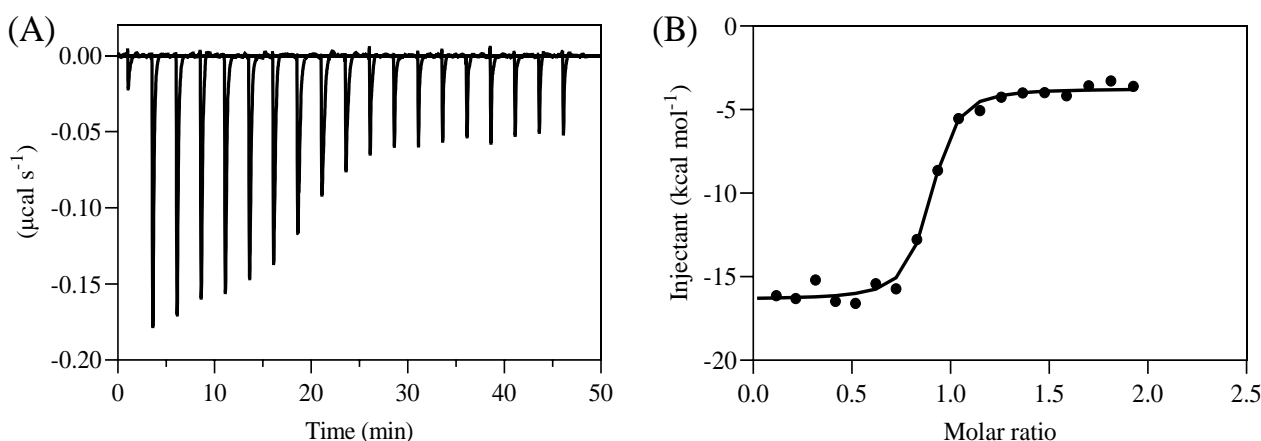 (A)
0.00
-0.05
-0.10
-0.15
-0.20
(μcal s⁻¹)
0 10 20 30 40 50
Time (min)
(B)
0
-5
-10
-15
-20
Injectant (kcal mol⁻¹)
0.0 0.5 1.0 1.5 2.0 2.5
Molar ratio